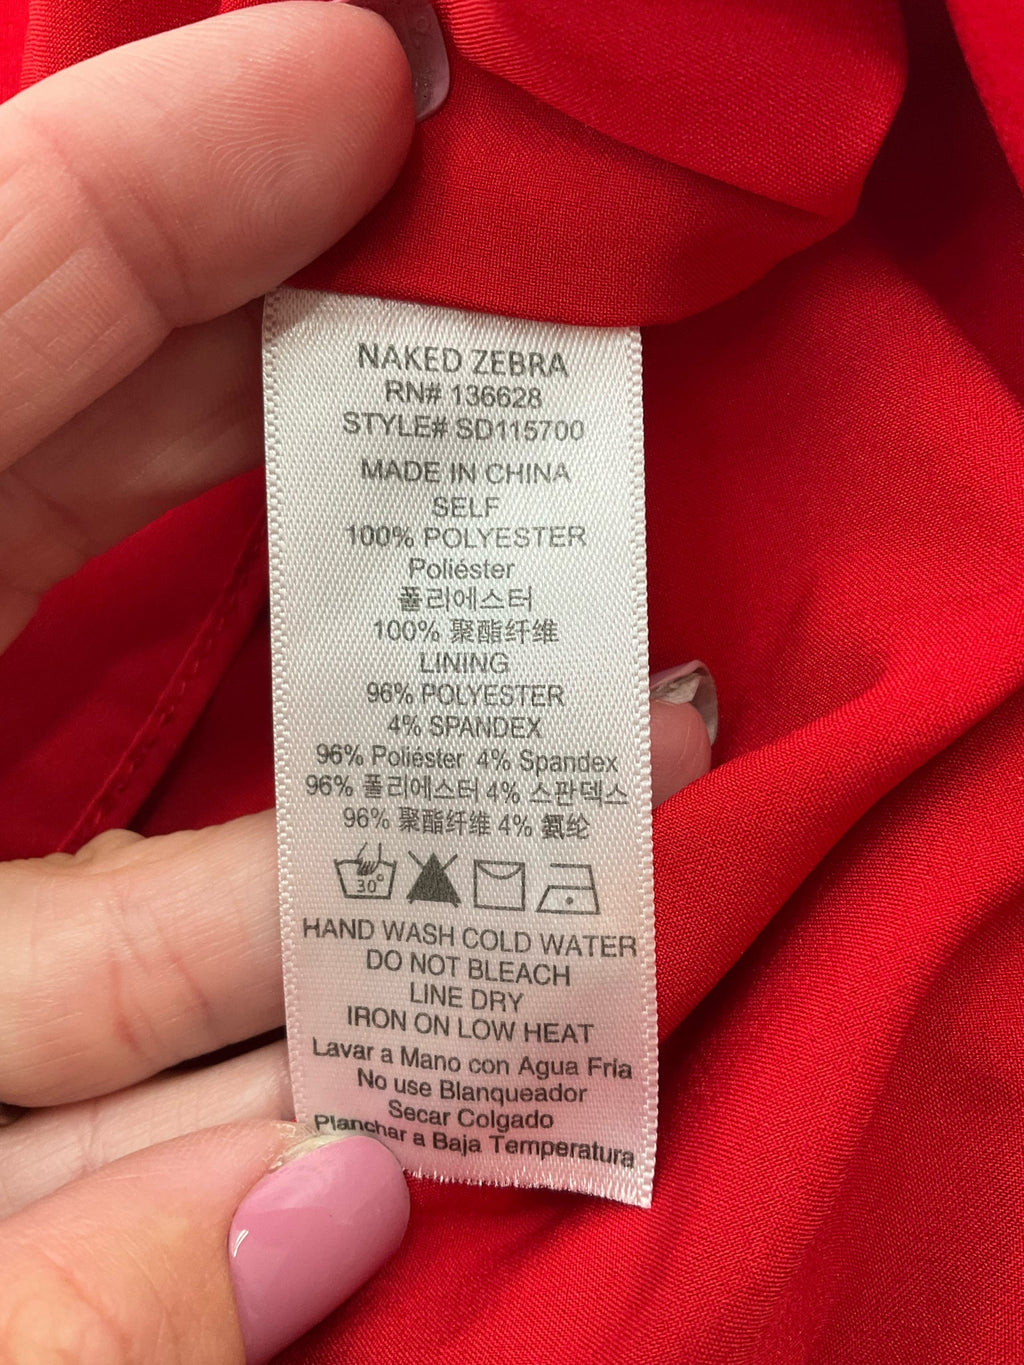 NAKED ZEBRA
RN# 136628
STYLE# SD115700
MADE IN CHINA
SELF
100% POLYESTER
Poliéster
폴리에스터
100% 聚酯纤维
LINING
96% POLYESTER
4% SPANDEX
96% Poliéster 4% Spandex
96% 폴리에스터 4% 스판덱스
96% 聚酯纤维 4% 氨纶
30°
HAND WASH COLD WATER
DO NOT BLEACH
LINE DRY
IRON ON LOW HEAT
Lavar a Mano con Agua Fría
No use Blanqueador
Secar Colgado
Planchar a Baja Temperatura